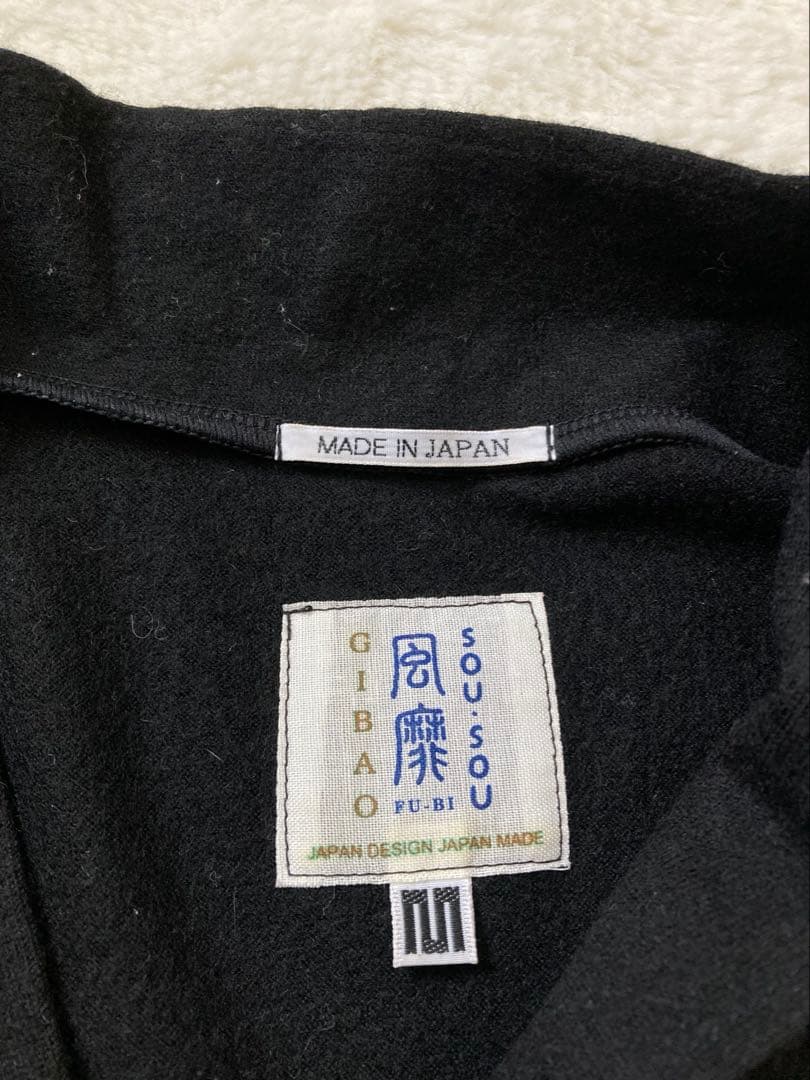 MADE IN JAPAN
SOU・SOU
風靡
FU-BI
GIBAO
JAPAN DESIGN JAPAN MADE